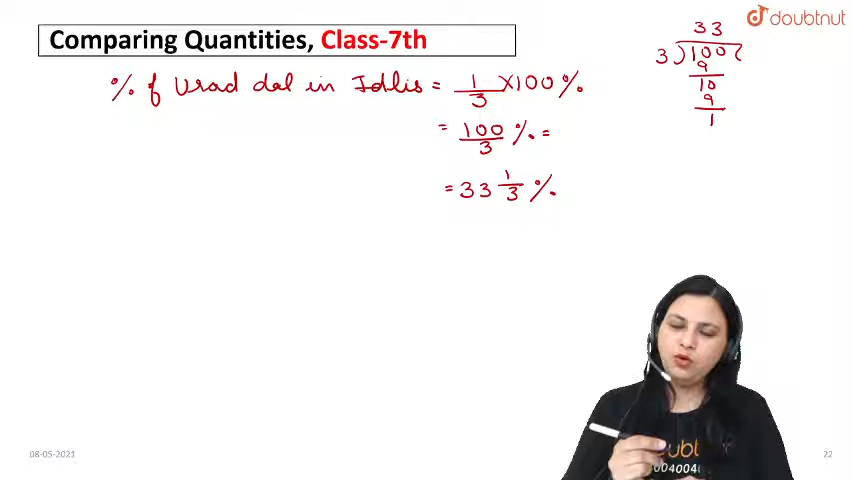 doubtnut
Comparing Quantities, Class-7th
% of Urad dal in Idlis = 1/3 × 100 %
= 100/3 % =
= 33 1/3 %
33
3 ) 100 (
9
10
9
1
08-05-2021
22